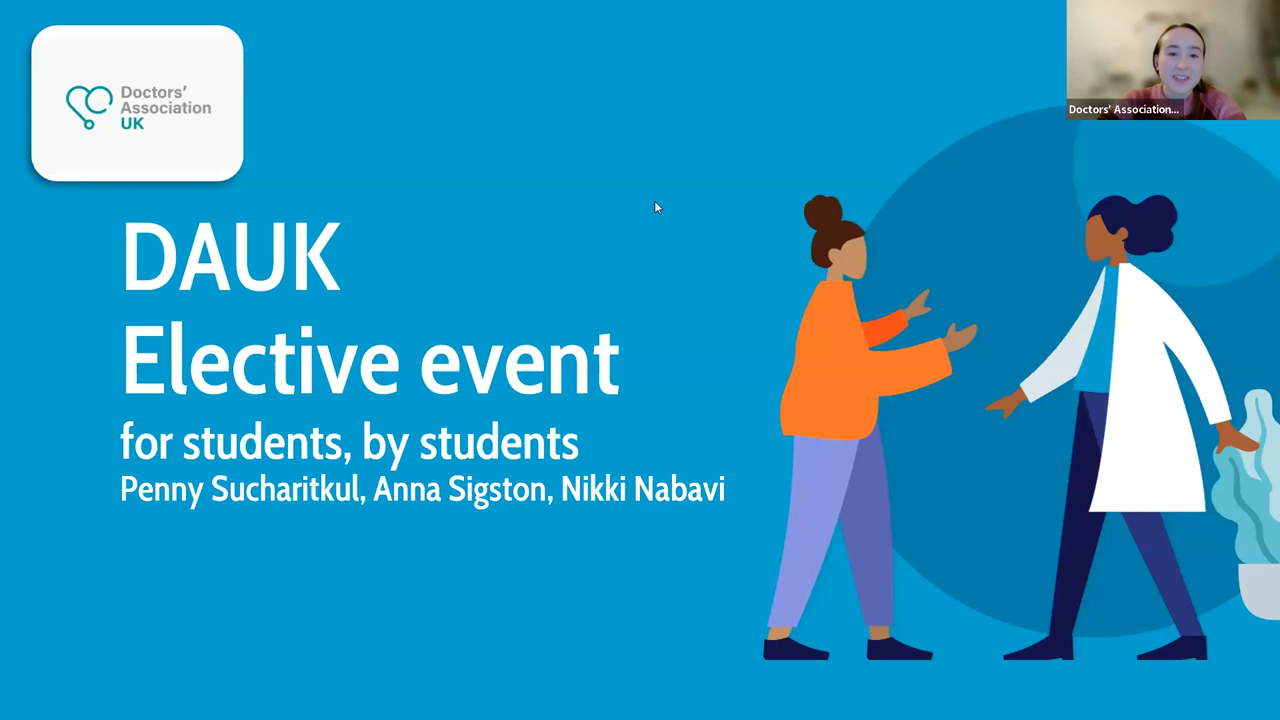 Doctors'
Association
UK
Doctors' Association...
DAUK
Elective event
for students, by students
Penny Sucharitkul, Anna Sigston, Nikki Nabavi